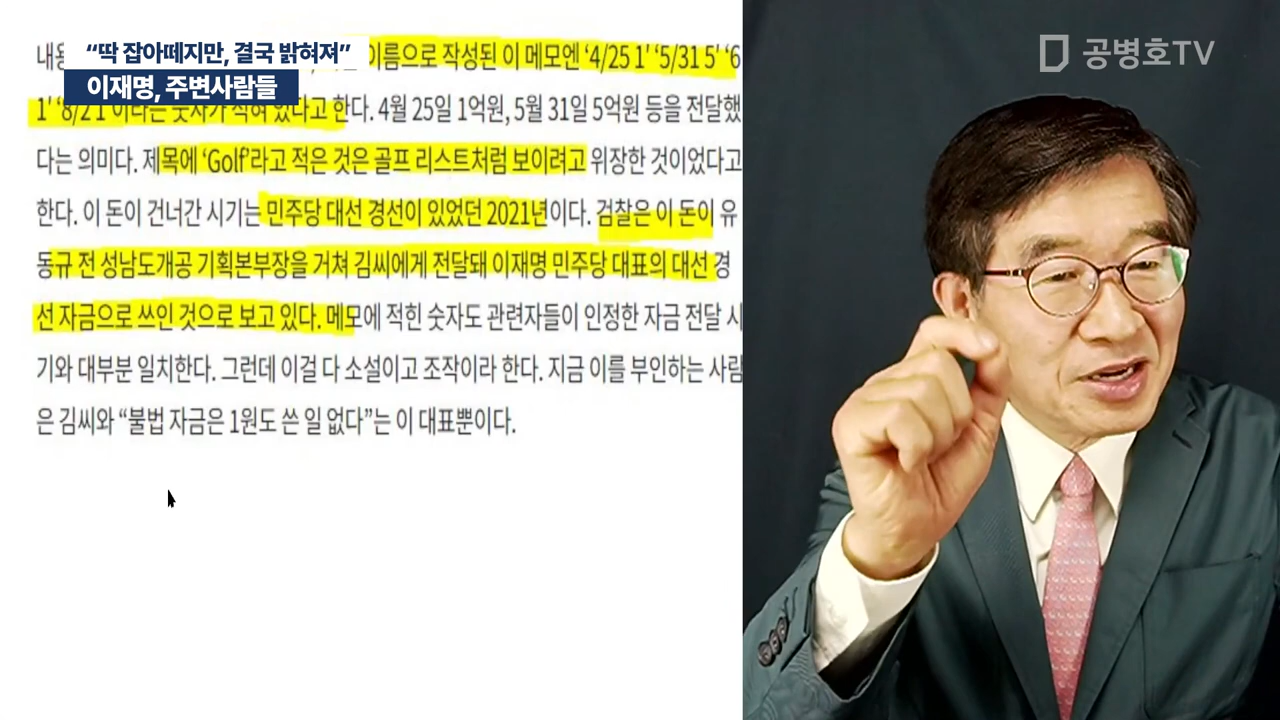 “딱 잡아떼지만, 결국 밝혀져”
이재명, 주변사람들
공병호TV
이름으로 작성된 이 메모엔 ‘4/25 1’ ‘5/31 5’ ‘6
1’ ‘8/2 1’이라는 숫자가 적혀 있다고 한다. 4월 25일 1억원, 5월 31일 5억원 등을 전달했
다는 의미다. 제목에 ‘Golf’라고 적은 것은 골프 리스트처럼 보이려고 위장한 것이었다고
한다. 이 돈이 건너간 시기는 민주당 대선 경선이 있었던 2021년이다. 검찰은 이 돈이 유
동규 전 성남도개공 기획본부장을 거쳐 김씨에게 전달돼 이재명 민주당 대표의 대선 경
선 자금으로 쓰인 것으로 보고 있다. 메모에 적힌 숫자도 관련자들이 인정한 자금 전달 시
기와 대부분 일치한다. 그런데 이걸 다 소설이고 조작이라 한다. 지금 이를 부인하는 사람
은 김씨와 “불법 자금은 1원도 쓴 일 없다”는 이 대표뿐이다.